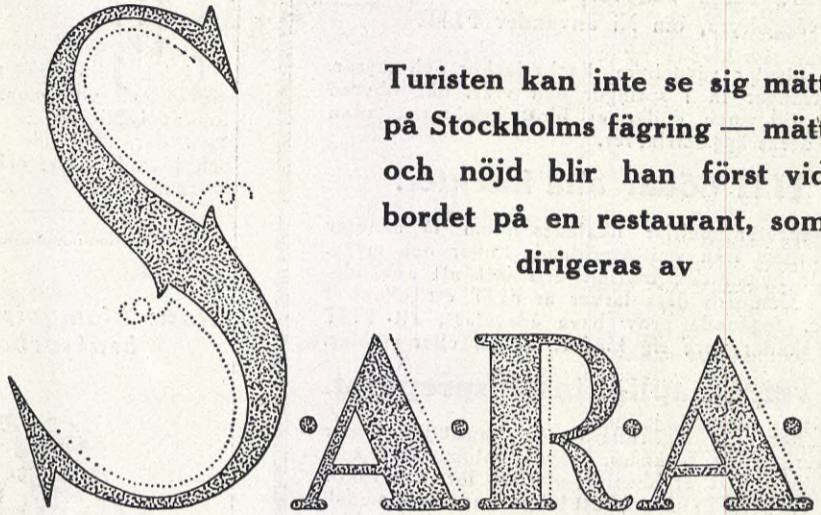 Turisten kan inte se sig mätt
på Stockholms fägring — mätt
och nöjd blir han först vid
bordet på en restaurant, som
dirigeras av
S·A·R·A·